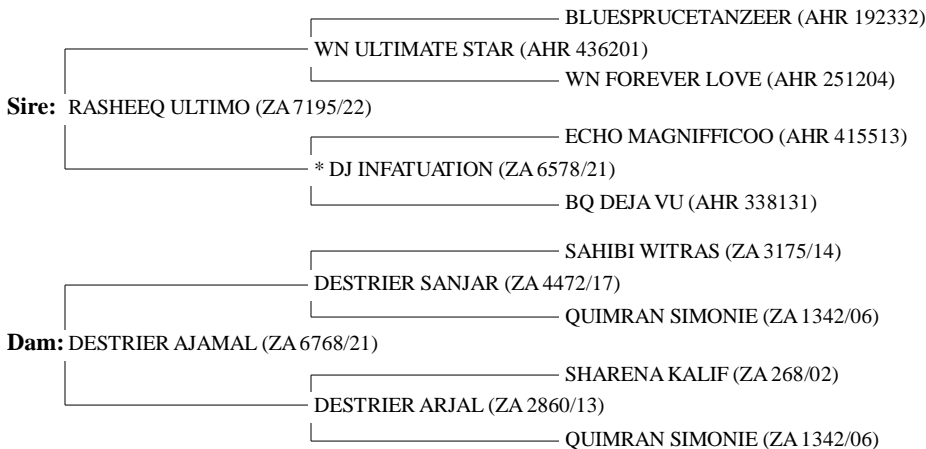 BLUESPRUCETANZEER (AHR 192332)
WN ULTIMATE STAR (AHR 436201)
WN FOREVER LOVE (AHR 251204)
Sire: RASHEEQ ULTIMO (ZA 7195/22)
ECHO MAGNIFFICOO (AHR 415513)
* DJ INFATUATION (ZA 6578/21)
BQ DEJA VU (AHR 338131)
SAHIBI WITRAS (ZA 3175/14)
DESTRIER SANJAR (ZA 4472/17)
QUIMRAN SIMONIE (ZA 1342/06)
Dam: DESTRIER AJAMAL (ZA 6768/21)
SHARENA KALIF (ZA 268/02)
DESTRIER ARJAL (ZA 2860/13)
QUIMRAN SIMONIE (ZA 1342/06)